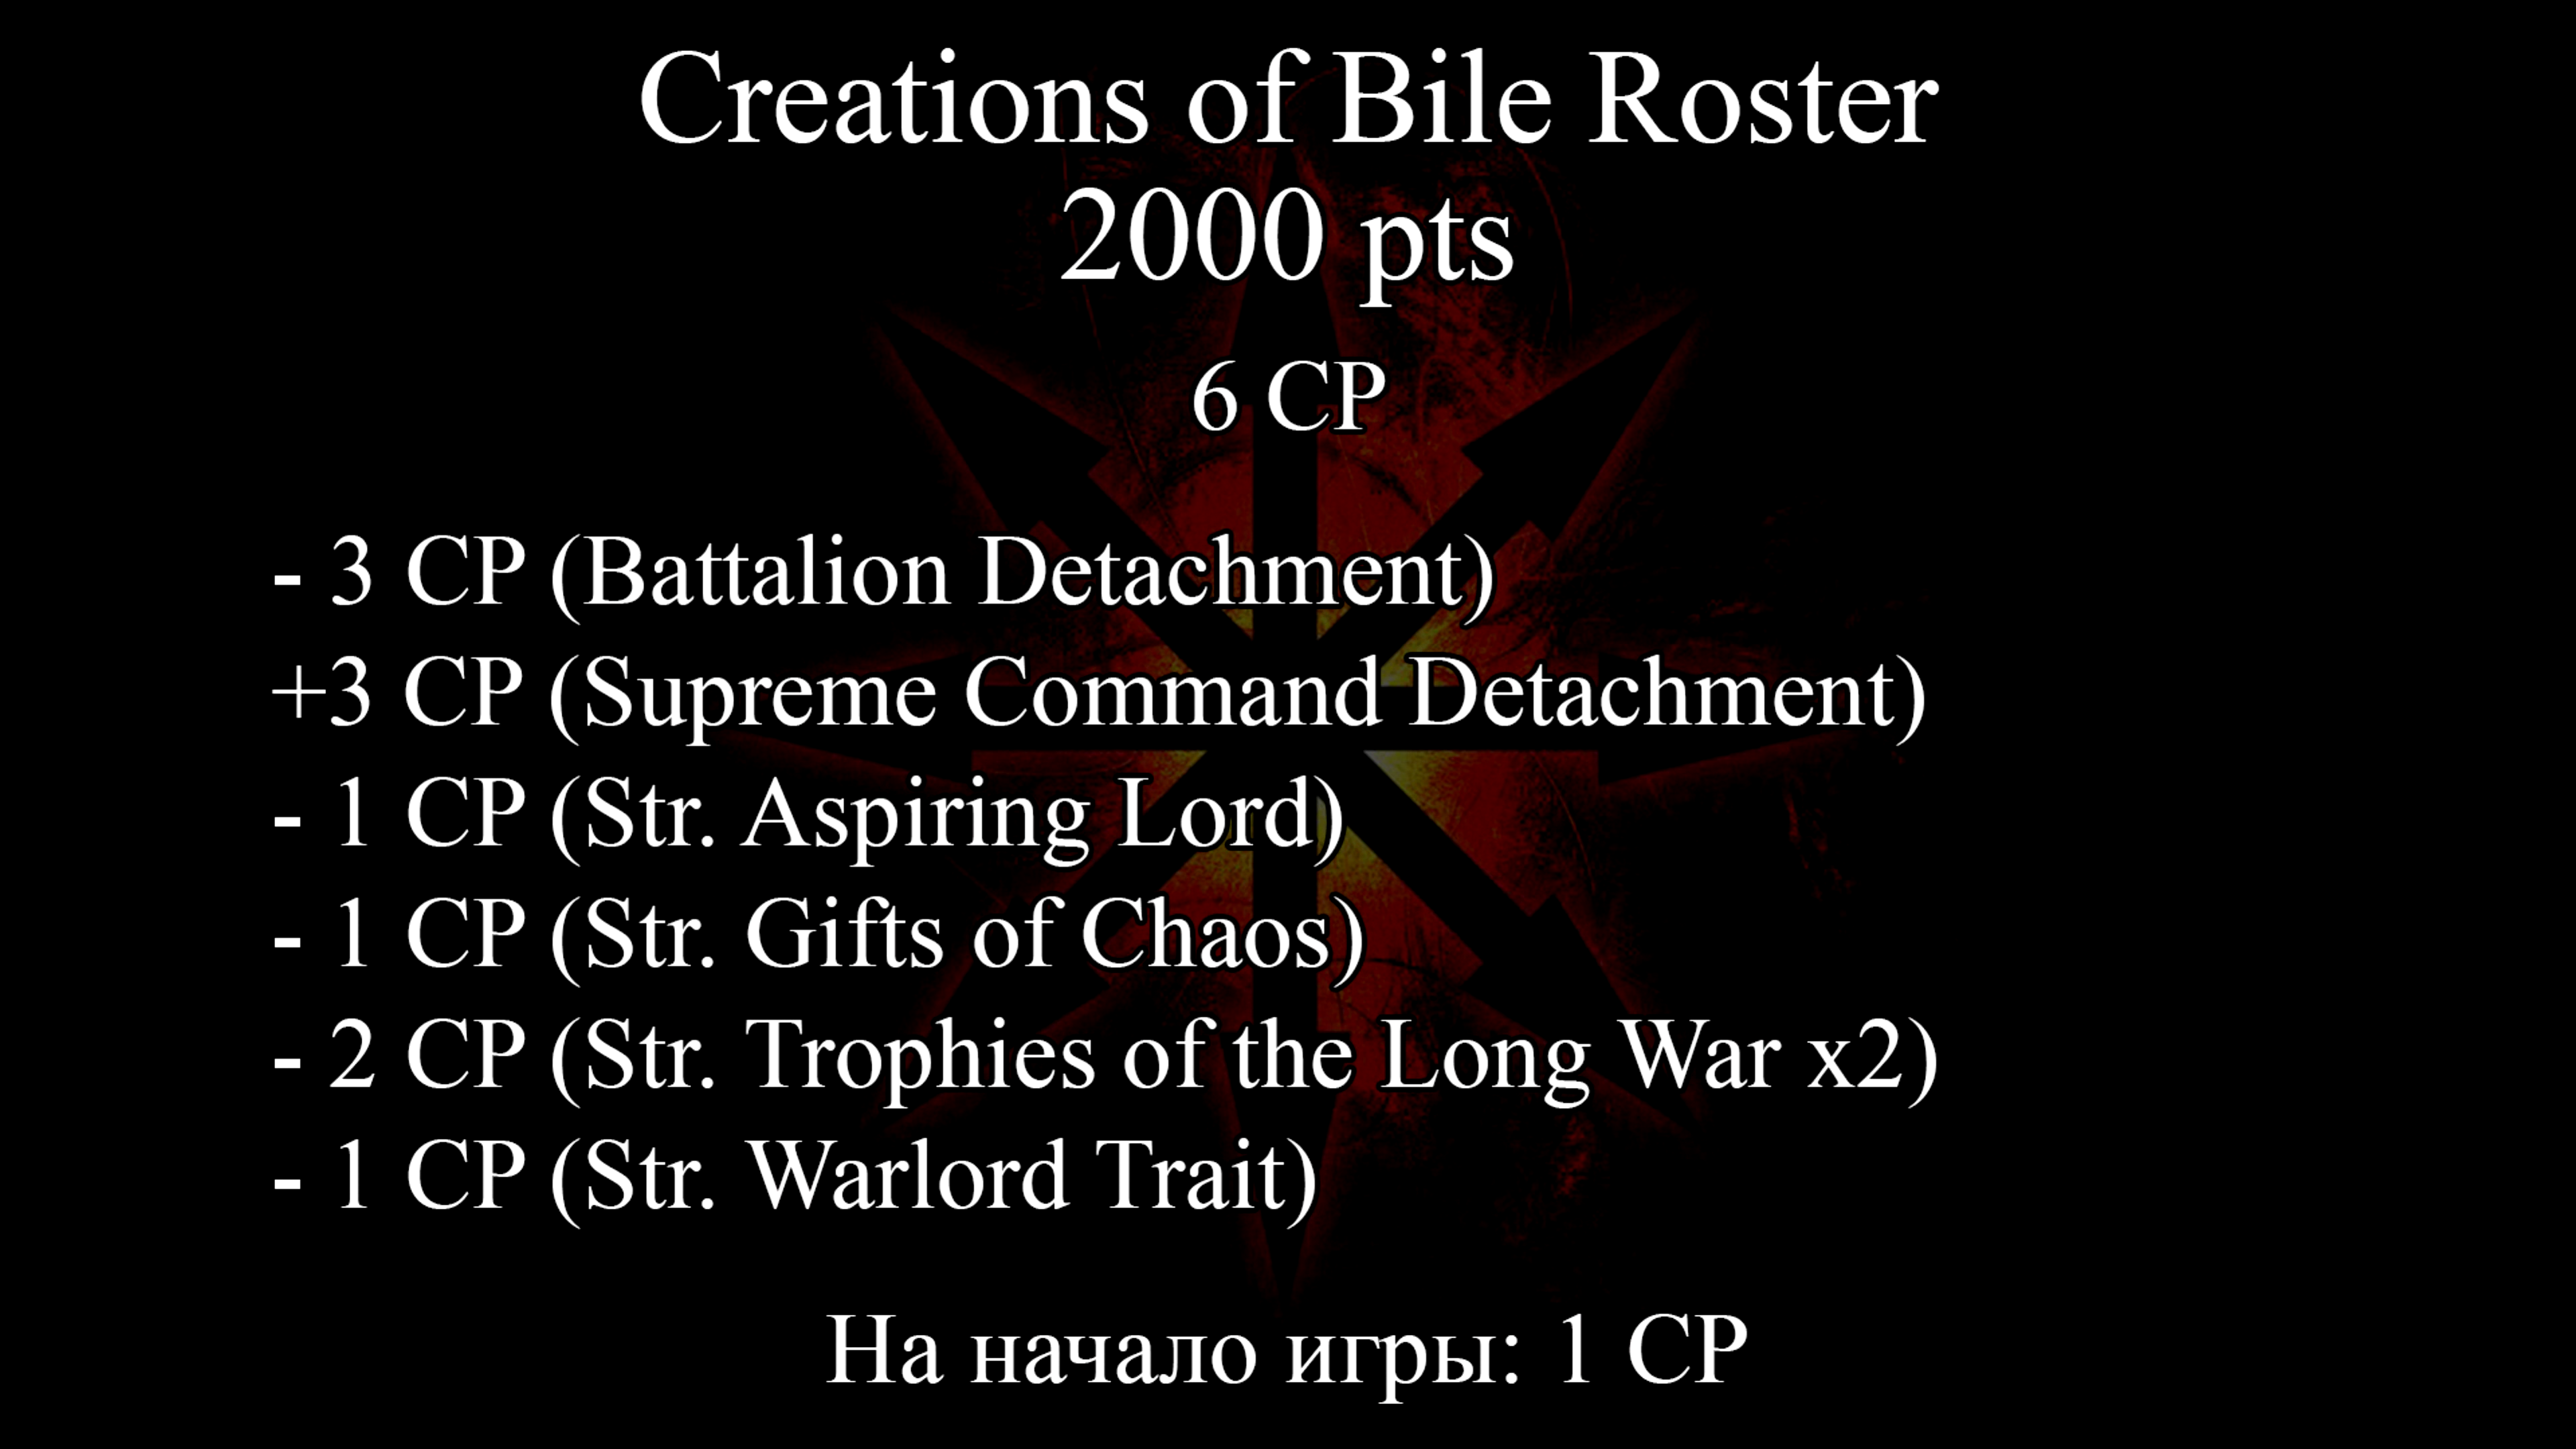 Creations of Bile Roster
2000 pts
6 CP
- 3 CP (Battalion Detachment)
+3 CP (Supreme Command Detachment)
- 1 CP (Str. Aspiring Lord)
- 1 CP (Str. Gifts of Chaos)
- 2 CP (Str. Trophies of the Long War x2)
- 1 CP (Str. Warlord Trait)
На начало игры: 1 CP